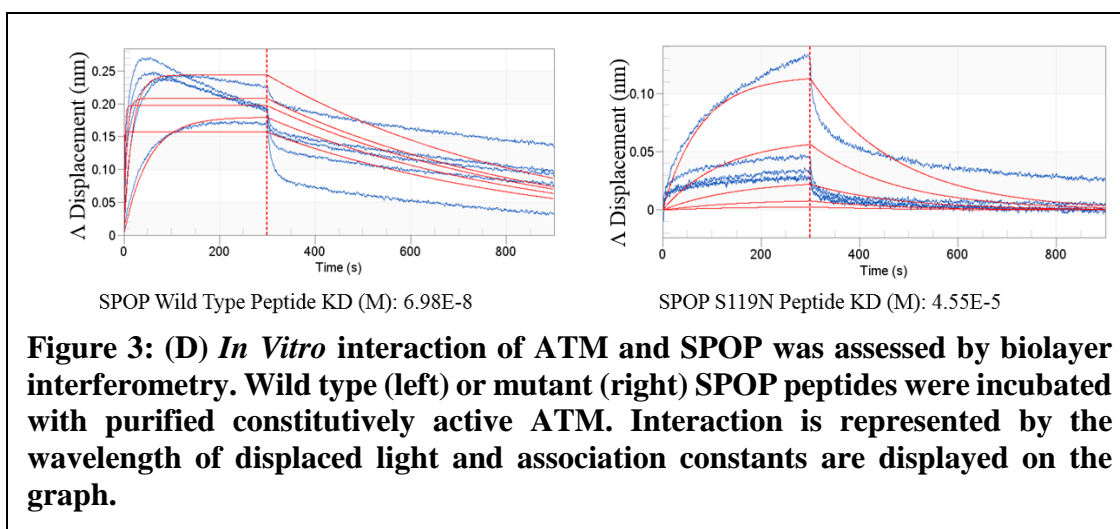 Λ Displacement (nm)
0.25
0.20
0.15
0.10
0.05
0
0 200 400 600 800
Time (s)
SPOP Wild Type Peptide KD (M): 6.98E-8
Λ Displacement (nm)
0.10
0.05
0
0 200 400 600 800
Time (s)
SPOP S119N Peptide KD (M): 4.55E-5
Figure 3: (D) In Vitro interaction of ATM and SPOP was assessed by biolayer
interferometry. Wild type (left) or mutant (right) SPOP peptides were incubated
with purified constitutively active ATM. Interaction is represented by the
wavelength of displaced light and association constants are displayed on the
graph.